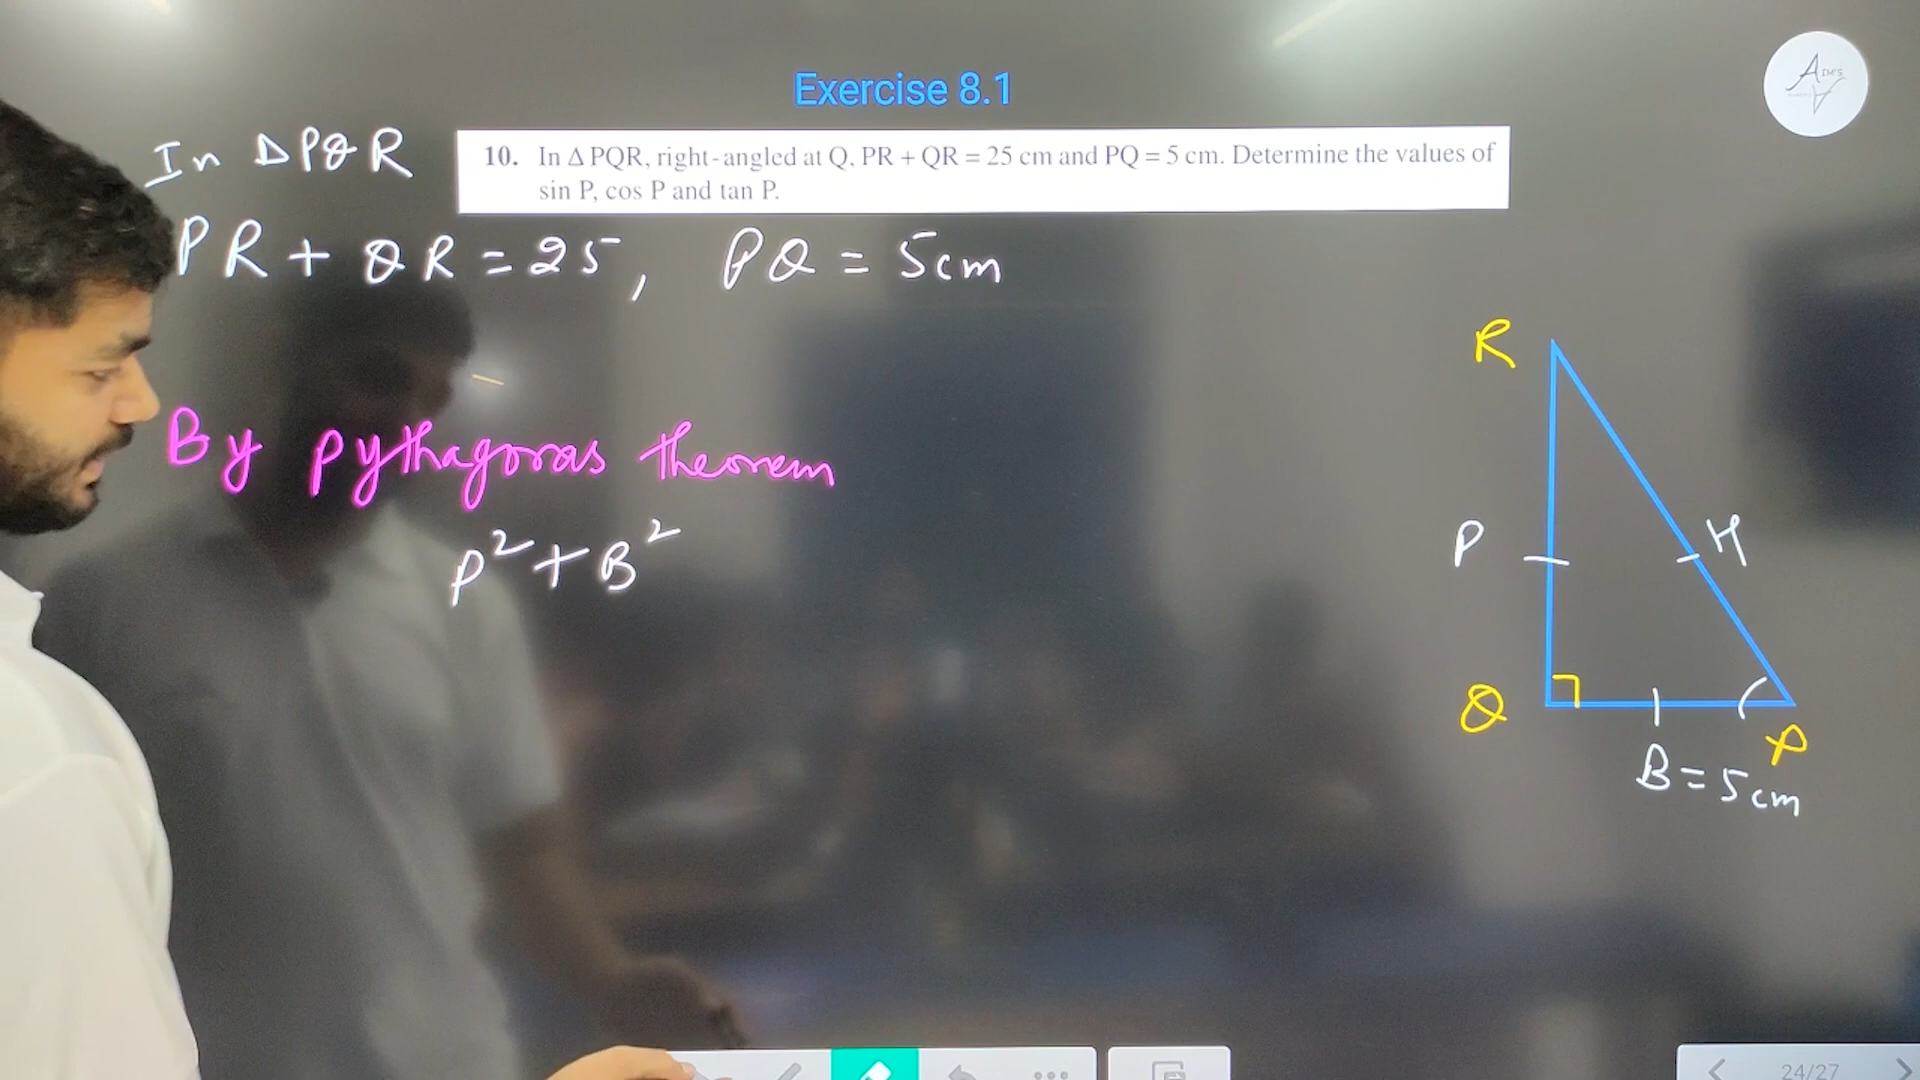 Exercise 8.1
AIM'S
In Δ PQR
10. In Δ PQR, right-angled at Q, PR + QR = 25 cm and PQ = 5 cm. Determine the values of
sin P, cos P and tan P.
PR + QR = 25, PQ = 5cm
R
By pythagoras theorem
P² + B²
P
H
Q
P
B = 5cm
24/27